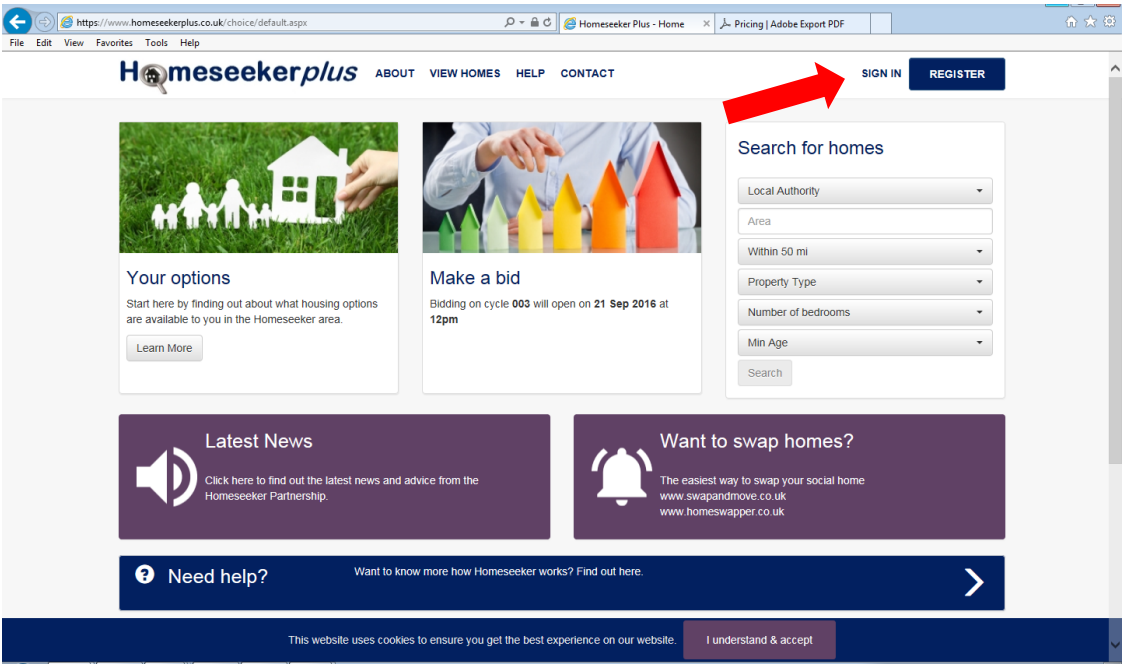 https://www.homeseekerplus.co.uk/choice/default.aspx
Homeseeker Plus - Home
Pricing | Adobe Export PDF
File Edit View Favorites Tools Help
Homeseekerplus
ABOUT VIEW HOMES HELP CONTACT
SIGN IN
REGISTER
Your options
Start here by finding out about what housing options
are available to you in the Homeseeker area.
Learn More
Make a bid
Bidding on cycle 003 will open on 21 Sep 2016 at
12pm
Search for homes
Local Authority
Area
Within 50 mi
Property Type
Number of bedrooms
Min Age
Search
Latest News
Click here to find out the latest news and advice from the
Homeseeker Partnership.
Want to swap homes?
The easiest way to swap your social home
www.swapandmove.co.uk
www.homeswapper.co.uk
Need help?
Want to know more how Homeseeker works? Find out here.
This website uses cookies to ensure you get the best experience on our website.
I understand & accept